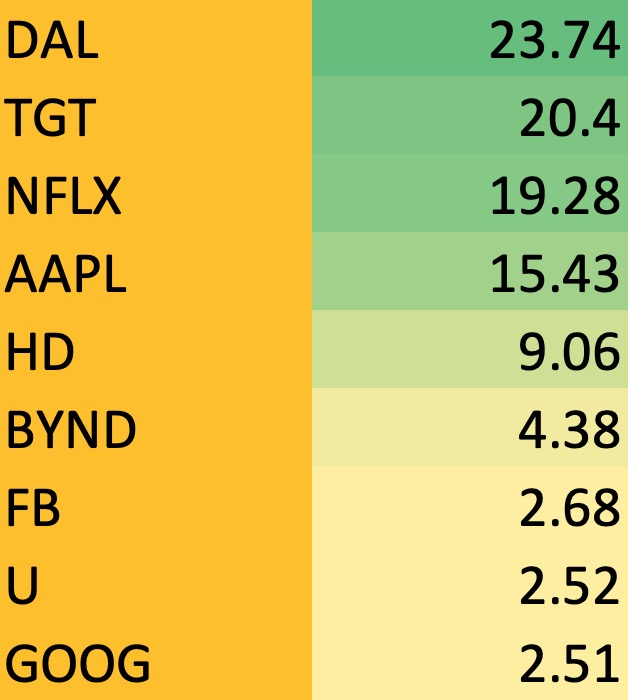 DAL 23.74
TGT 20.4
NFLX 19.28
AAPL 15.43
HD 9.06
BYND 4.38
FB 2.68
U 2.52
GOOG 2.51